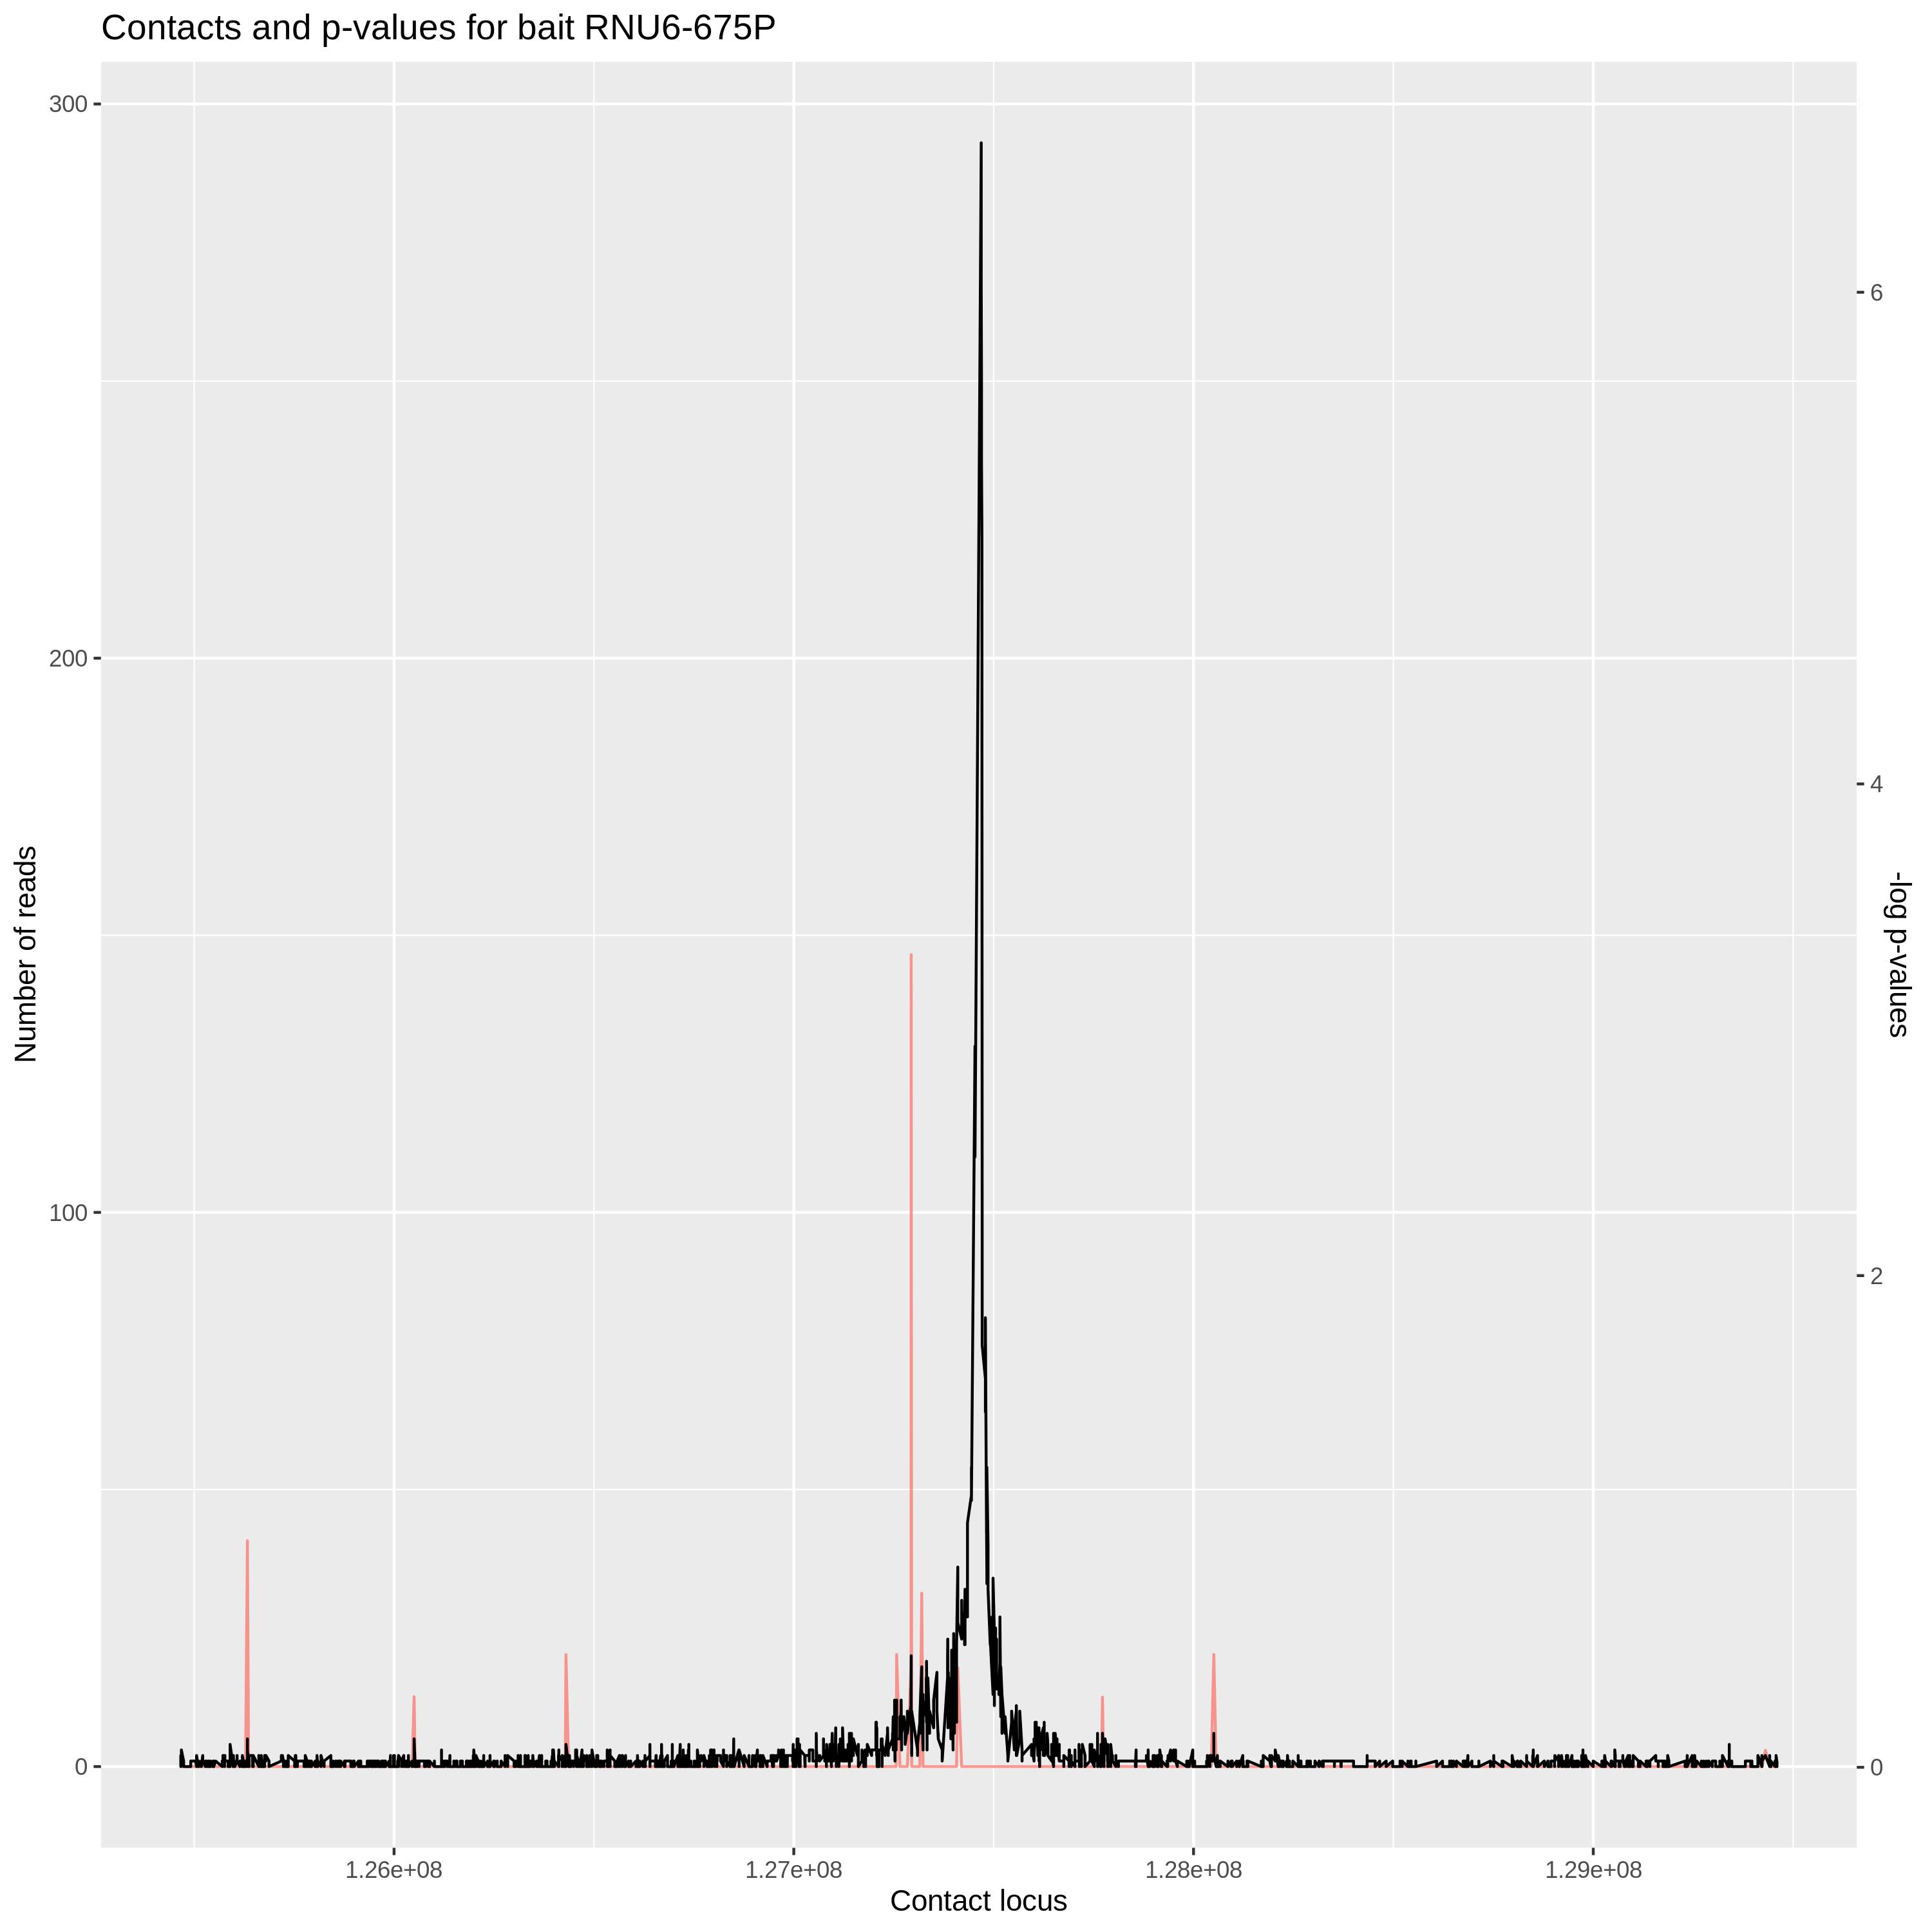 Contacts and p-values for bait RNU6-675P
300
200
100
0
Number of reads
6
4
2
0
-log p-values
1.26e+08
1.27e+08
1.28e+08
1.29e+08
Contact locus